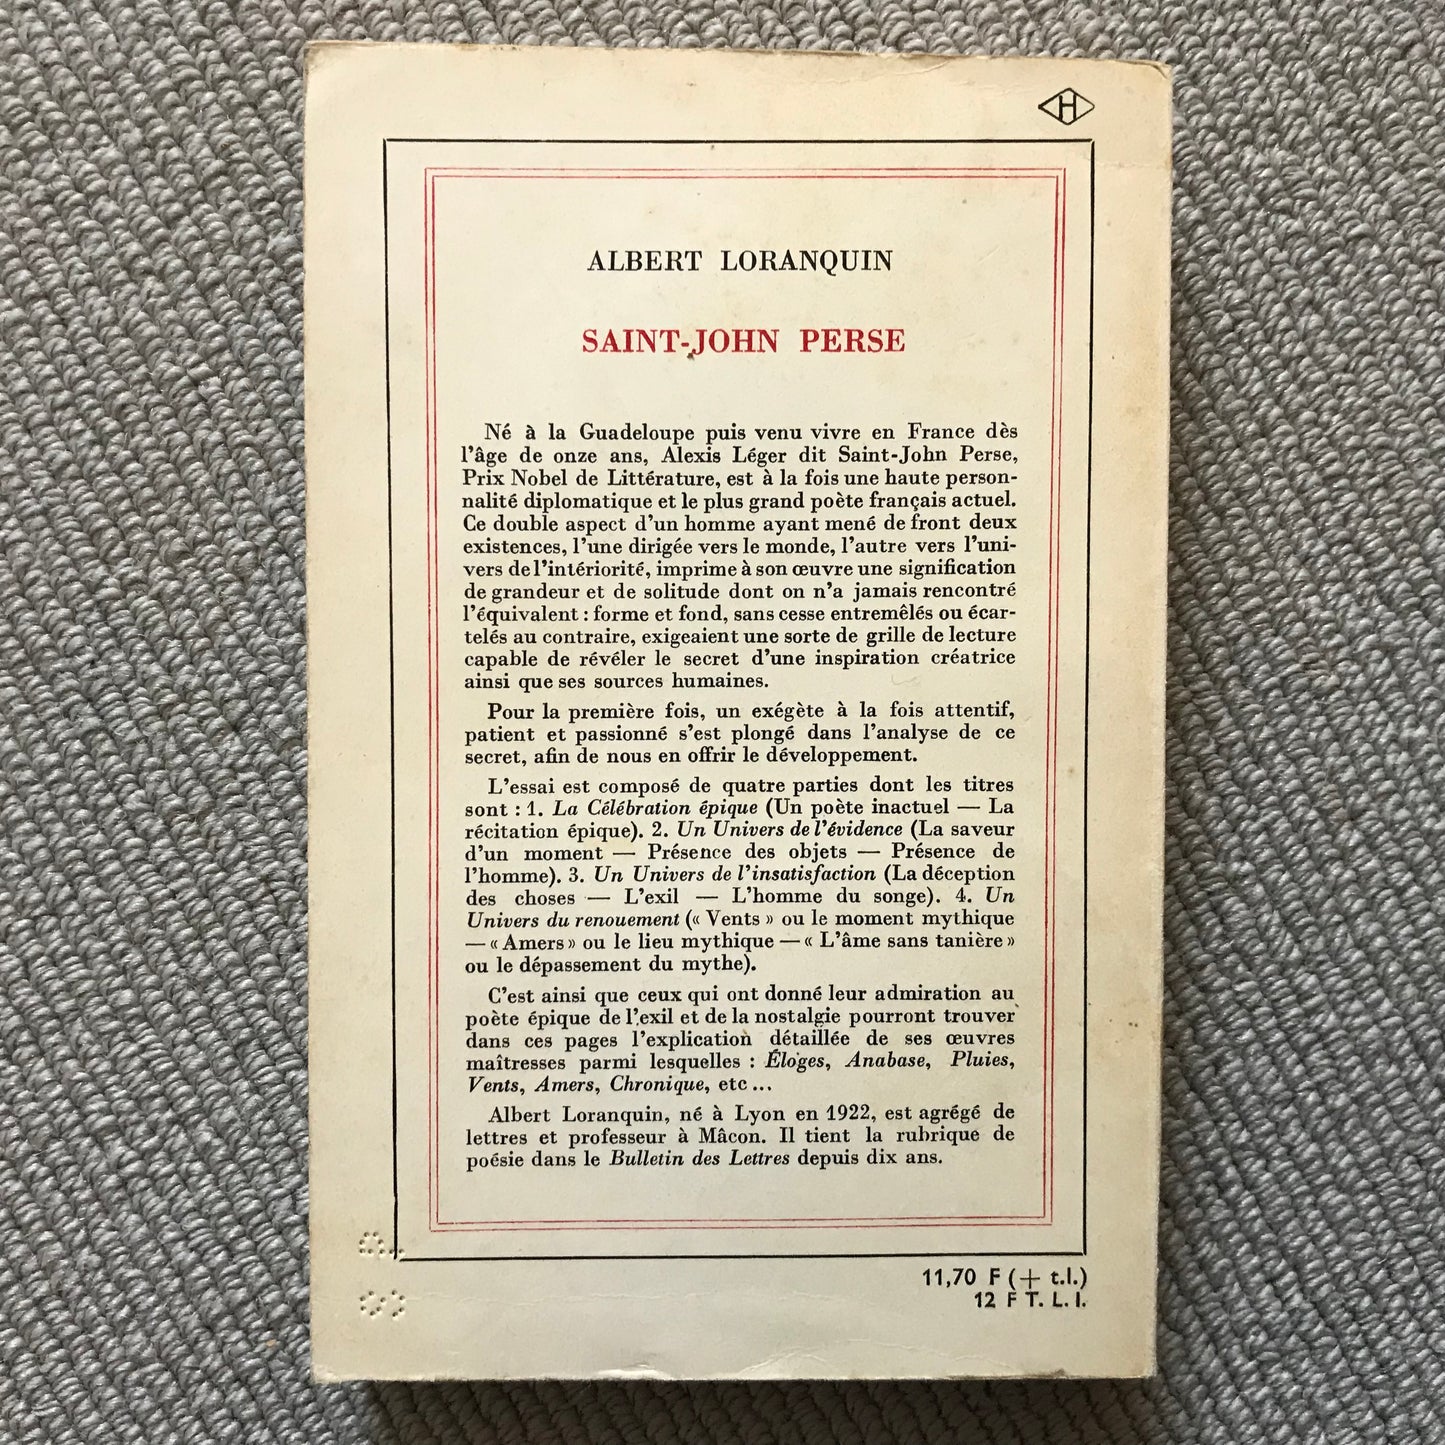 H
ALBERT LORANQUIN
SAINT-JOHN PERSE
Né à la Guadeloupe puis venu vivre en France dès
l'âge de onze ans, Alexis Léger dit Saint-John Perse,
Prix Nobel de Littérature, est à la fois une haute person-
nalité diplomatique et le plus grand poète français actuel.
Ce double aspect d'un homme ayant mené de front deux
existences, l'une dirigée vers le monde, l'autre vers l'uni-
vers de l'intériorité, imprime à son œuvre une signification
de grandeur et de solitude dont on n'a jamais rencontré
l'équivalent : forme et fond, sans cesse entremêlés ou écar-
telés au contraire, exigeaient une sorte de grille de lecture
capable de révéler le secret d'une inspiration créatrice
ainsi que ses sources humaines.
Pour la première fois, un exégète à la fois attentif,
patient et passionné s'est plongé dans l'analyse de ce
secret, afin de nous en offrir le développement.
L'essai est composé de quatre parties dont les titres
sont : 1. La Célébration épique (Un poète inactuel — La
récitation épique). 2. Un Univers de l'évidence (La saveur
d'un moment — Présence des objets — Présence de
l'homme). 3. Un Univers de l'insatisfaction (La déception
des choses — L'exil — L'homme du songe). 4. Un
Univers du renouement (« Vents » ou le moment mythique
— « Amers » ou le lieu mythique — « L'âme sans tanière »
ou le dépassement du mythe).
C'est ainsi que ceux qui ont donné leur admiration au
poète épique de l'exil et de la nostalgie pourront trouver
dans ces pages l'explication détaillée de ses œuvres
maîtresses parmi lesquelles : Éloges, Anabase, Pluies,
Vents, Amers, Chronique, etc...
Albert Loranquin, né à Lyon en 1922, est agrégé de
lettres et professeur à Mâcon. Il tient la rubrique de
poésie dans le Bulletin des Lettres depuis dix ans.
11,70 F (+ t.l.)
12 F T. L. I.